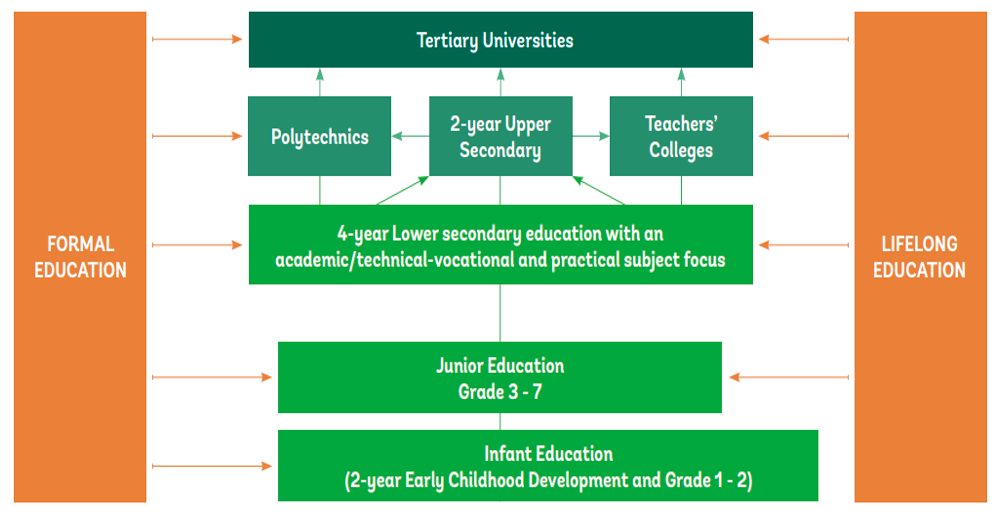 Tertiary Universities
Polytechnics
2-year Upper
Secondary
Teachers'
Colleges
FORMAL
EDUCATION
4-year Lower secondary education with an
academic/technical-vocational and practical subject focus
LIFELONG
EDUCATION
Junior Education
Grade 3 - 7
Infant Education
(2-year Early Childhood Development and Grade 1 - 2)